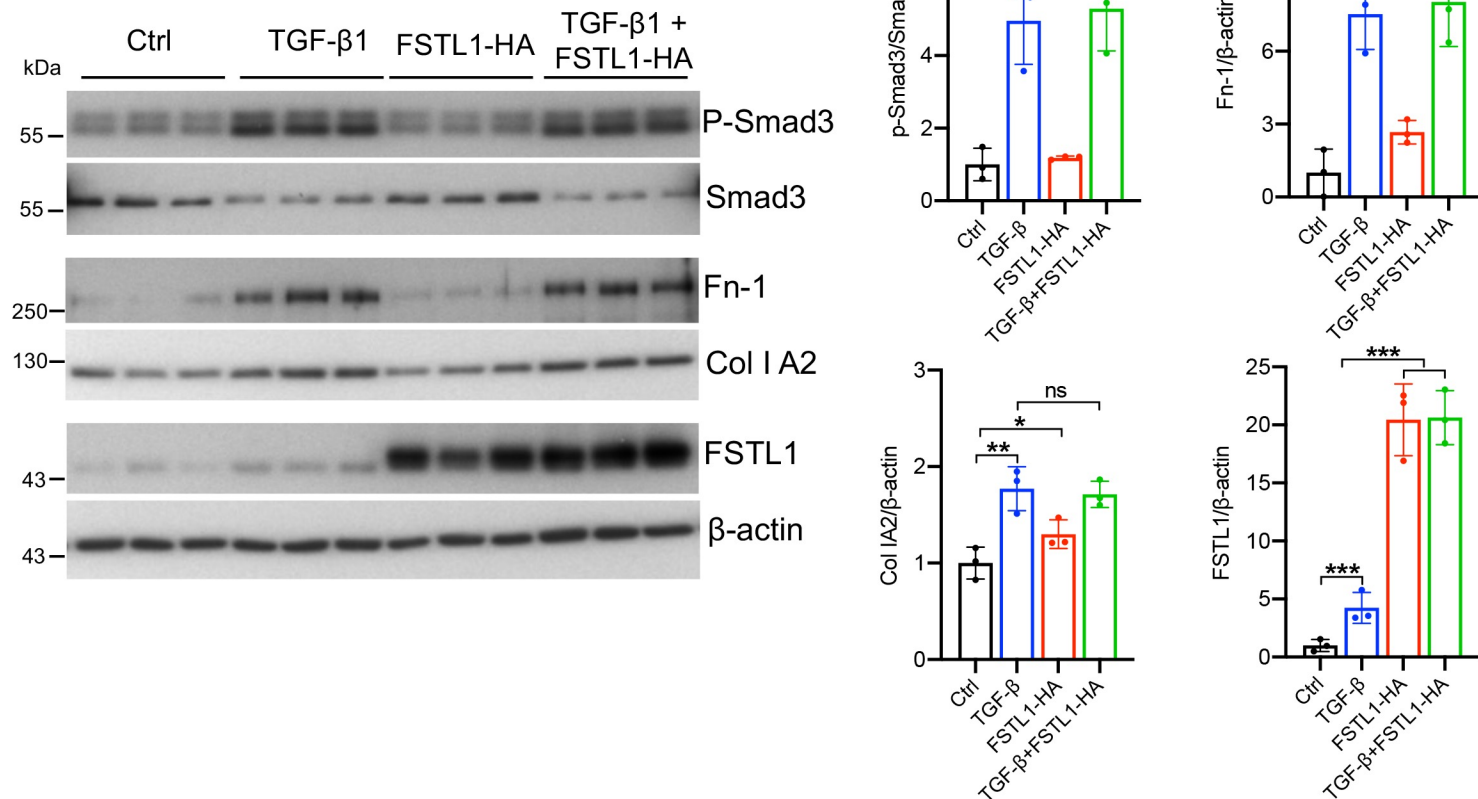 Ctrl
TGF-β1
FSTL1-HA
TGF-β1 +
FSTL1-HA
kDa
P-Smad3
55
Smad3
55
Fn-1
250
Col I A2
130
FSTL1
43
β-actin
43
p-Smad3/Sma
4
2
0
Ctrl
TGF-β
FSTL1-HA
TGF-β+FSTL1-HA
Fn-1/β-actin
6
3
0
Ctrl
TGF-β
FSTL1-HA
TGF-β+FSTL1-HA
Col IA2/β-actin
3
2
1
0
ns
*
**
Ctrl
TGF-β
FSTL1-HA
TGF-β+FSTL1-HA
FSTL1/β-actin
25
20
15
10
5
0
***
***
Ctrl
TGF-β
FSTL1-HA
TGF-β+FSTL1-HA